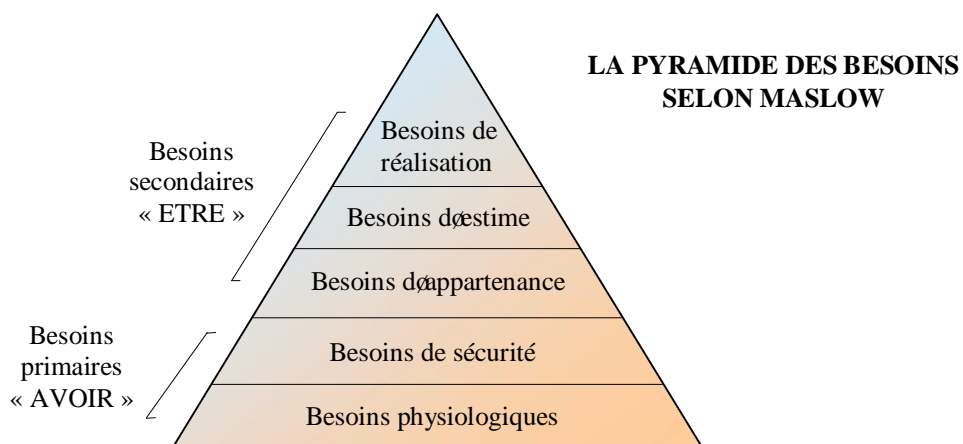 LA PYRAMIDE DES BESOINS
SELON MASLOW
Besoins
secondaires
« ETRE »
Besoins de
réalisation
Besoins døestime
Besoins døappartenance
Besoins
primaires
« AVOIR »
Besoins de sécurité
Besoins physiologiques